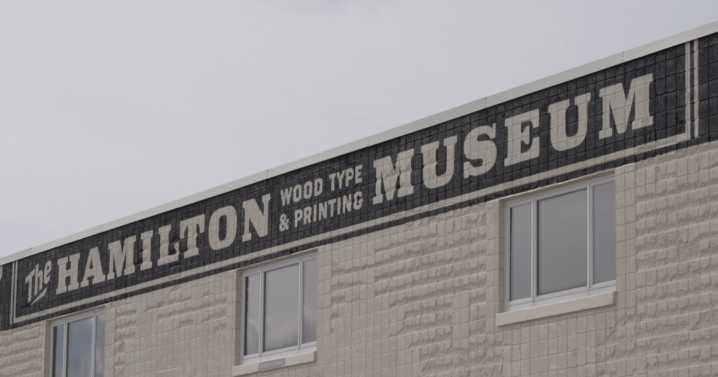 The HAMILTON WOOD TYPE
& PRINTING MUSEUM